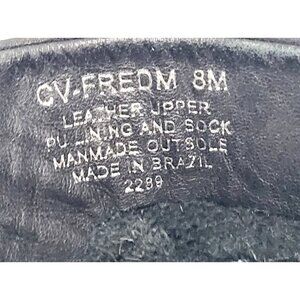 CV-FREDM 8M
LEATHER UPPER
PU LINING AND SOCK
MANMADE OUTSOLE
MADE IN BRAZIL
2289